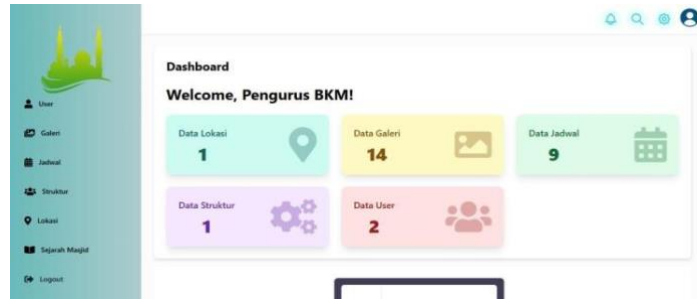 Dashboard
Welcome, Pengurus BKM!
User
Galeri
Jadwal
Struktur
Lokasi
Sejarah Masjid
Logout
Data Lokasi
1
Data Galeri
14
Data Jadwal
9
Data Struktur
1
Data User
2